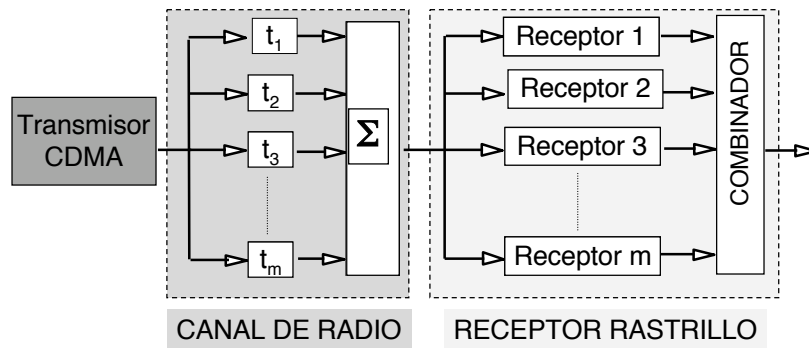 Transmisor
CDMA
t1
t2
t3
tm
Σ
CANAL DE RADIO
Receptor 1
Receptor 2
Receptor 3
Receptor m
COMBINADOR
RECEPTOR RASTRILLO